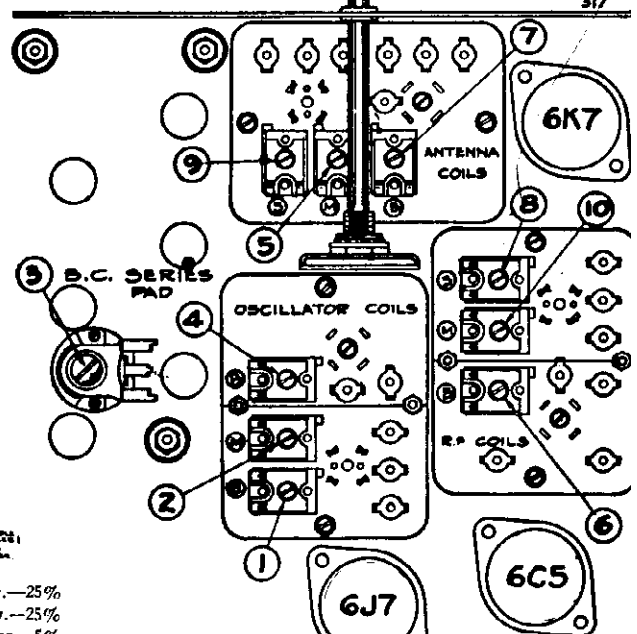 317
7
6K7
9
ANTENNA
COILS
S M B
5
8
10
3
B.C. SERIES
PAD
S
4
OSCILLATOR COILS
M
B
R.F COILS
2
1
6
6C5
6J7
.—25%
.—25%
5%